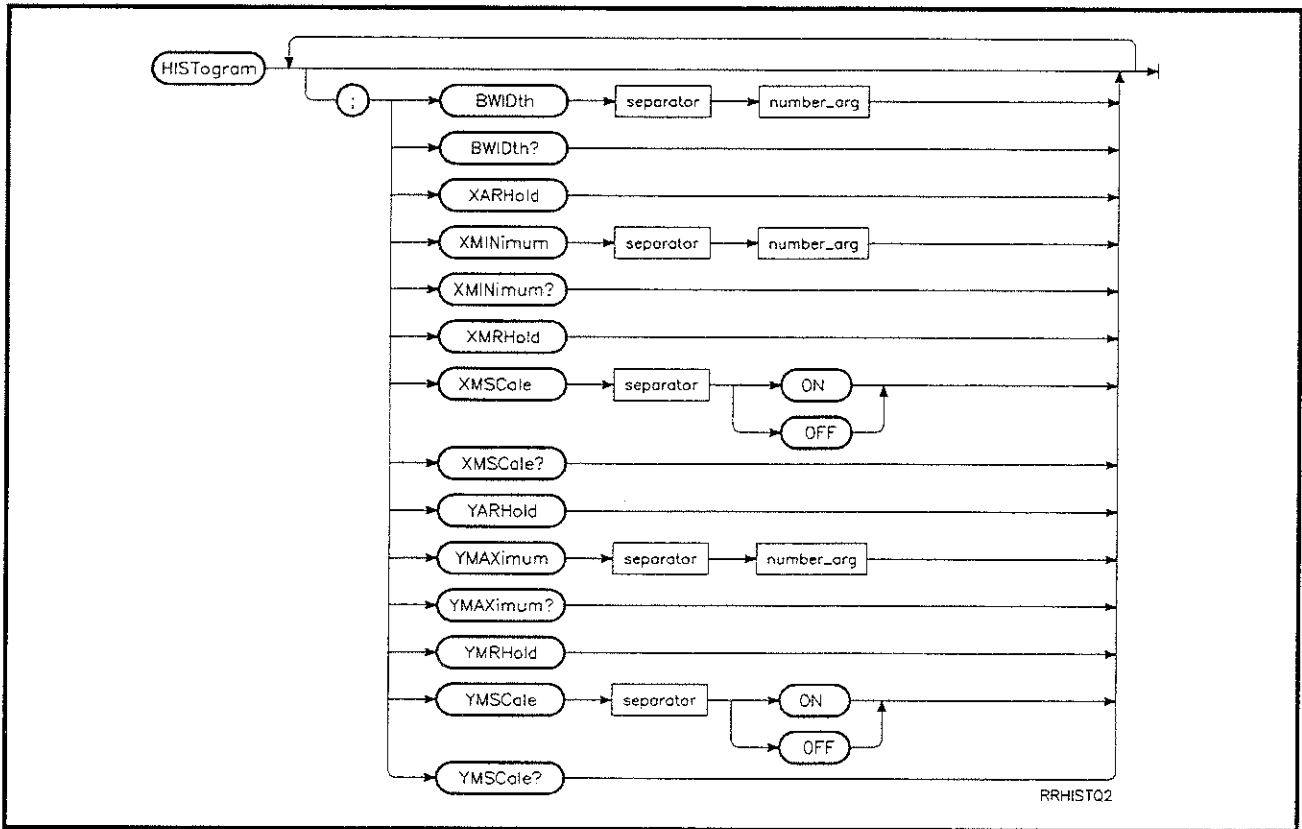 HISTogram
;
BWIDth separator number_arg
BWIDth?
XARHold
XMINimum separator number_arg
XMINimum?
XMRHold
XMSCale separator ON
OFF
XMSCale?
YARHold
YMAXimum separator number_arg
YMAXimum?
YMRHold
YMSCale separator ON
OFF
YMSCale?
RRHISTQ2